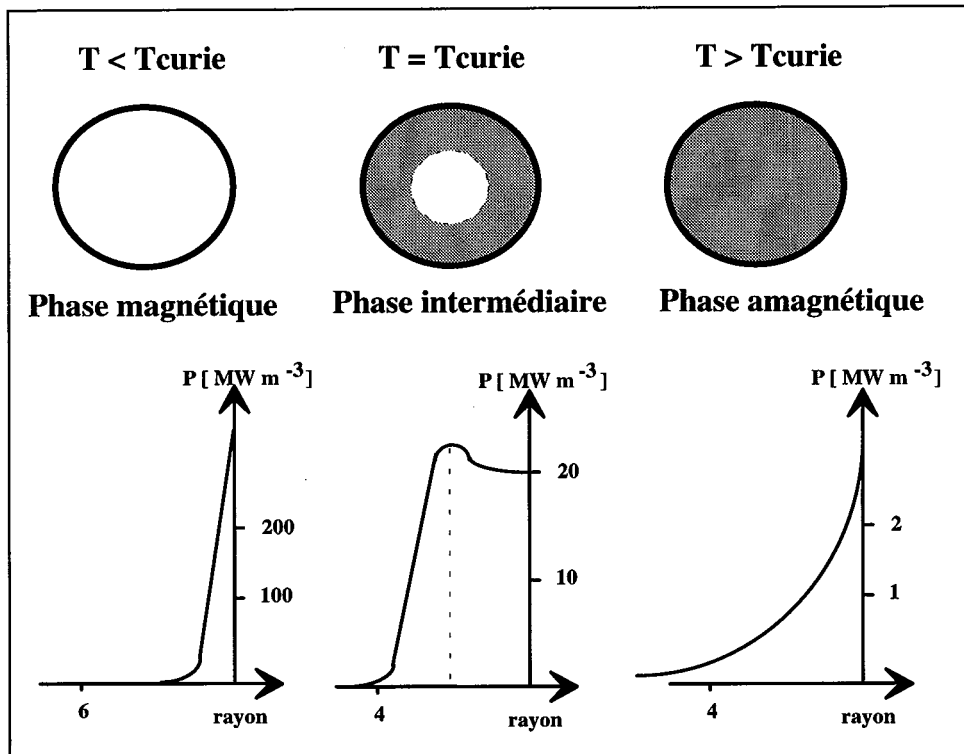 T < Tcurie
T = Tcurie
T > Tcurie
Phase magnétique
Phase intermédiaire
Phase amagnétique
P [ MW m -3 ]
200
100
6
rayon
P [ MW m -3 ]
20
10
4
rayon
P [ MW m -3 ]
2
1
4
rayon